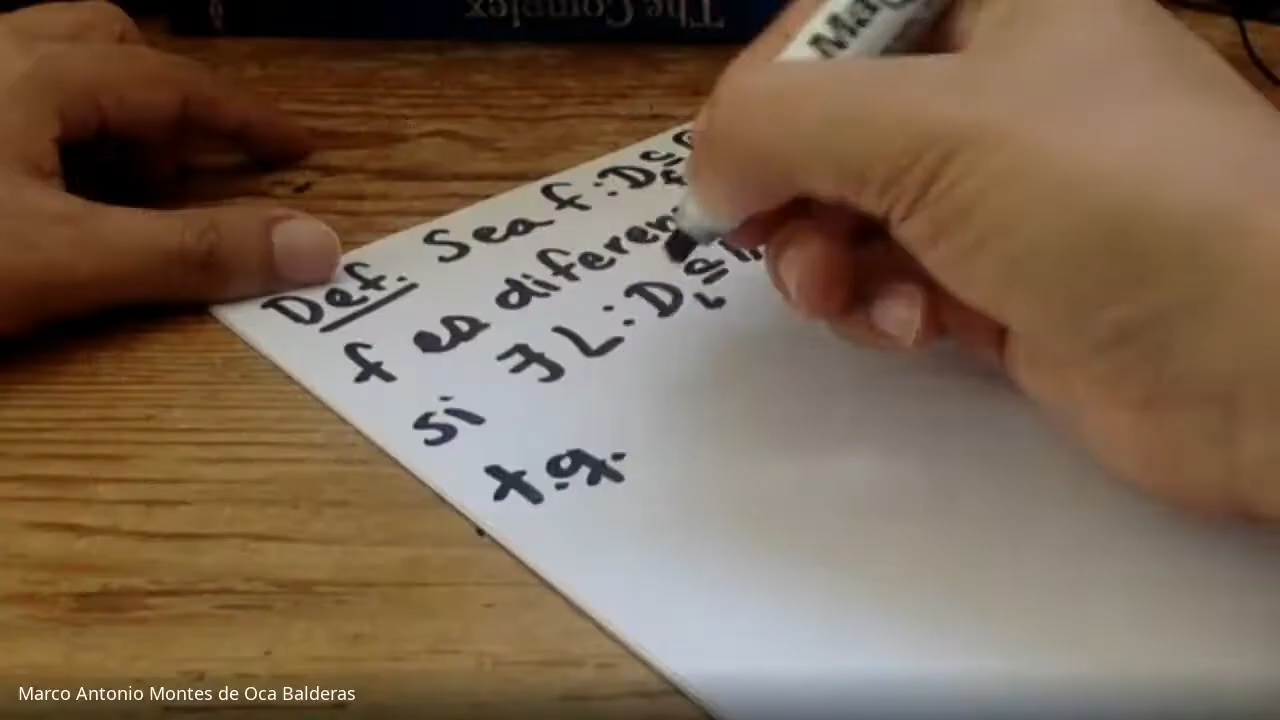 The Complex
Def. Sea f: D
f es diferen
si ∃ L: D
t.q.
Marco Antonio Montes de Oca Balderas